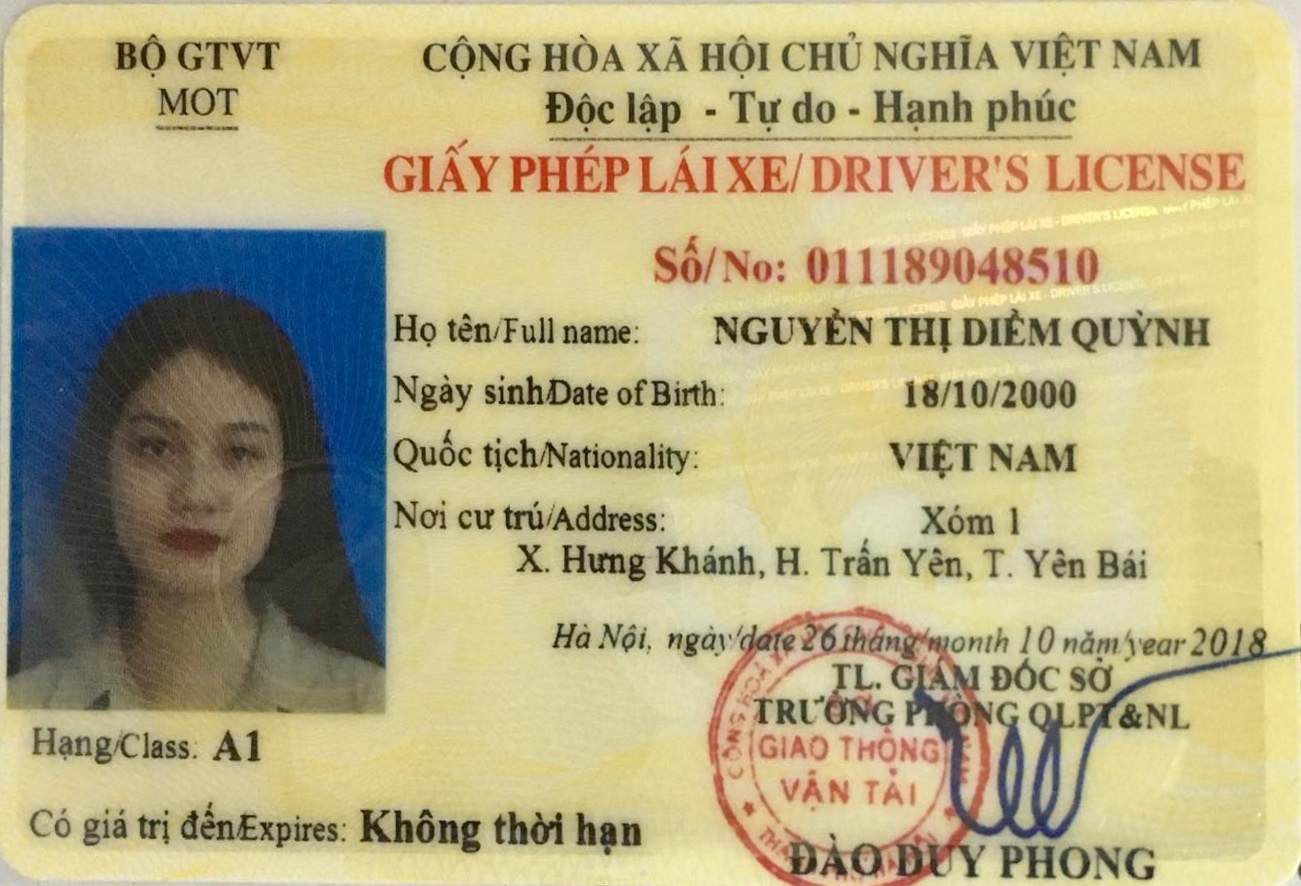 BỘ GTVT
MOT
CỘNG HÒA XÃ HỘI CHỦ NGHĨA VIỆT NAM
Độc lập - Tự do - Hạnh phúc
GIẤY PHÉP LÁI XE/ DRIVER'S LICENSE
Số/No: 011189048510
Họ tên/Full name: NGUYỄN THỊ DIỄM QUỲNH
Ngày sinh/Date of Birth: 18/10/2000
Quốc tịch/Nationality: VIỆT NAM
Nơi cư trú/Address: Xóm 1
X. Hưng Khánh, H. Trấn Yên, T. Yên Bái
Hà Nội, ngày/date 26 tháng/month 10 năm/year 2018
TL. GIÁM ĐỐC SỞ
TRƯỞNG PHÒNG QLPT&NL
GIAO THÔNG
VẬN TẢI
Hạng/Class: A1
Có giá trị đến/Expires: Không thời hạn
ĐÀO DUY PHONG